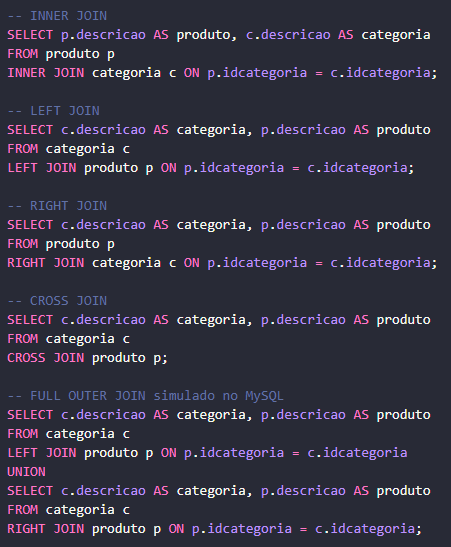 -- INNER JOIN
SELECT p.descricao AS produto, c.descricao AS categoria
FROM produto p
INNER JOIN categoria c ON p.idcategoria = c.idcategoria;

-- LEFT JOIN
SELECT c.descricao AS categoria, p.descricao AS produto
FROM categoria c
LEFT JOIN produto p ON p.idcategoria = c.idcategoria;

-- RIGHT JOIN
SELECT c.descricao AS categoria, p.descricao AS produto
FROM produto p
RIGHT JOIN categoria c ON p.idcategoria = c.idcategoria;

-- CROSS JOIN
SELECT c.descricao AS categoria, p.descricao AS produto
FROM categoria c
CROSS JOIN produto p;

-- FULL OUTER JOIN simulado no MySQL
SELECT c.descricao AS categoria, p.descricao AS produto
FROM categoria c
LEFT JOIN produto p ON p.idcategoria = c.idcategoria
UNION
SELECT c.descricao AS categoria, p.descricao AS produto
FROM categoria c
RIGHT JOIN produto p ON p.idcategoria = c.idcategoria;